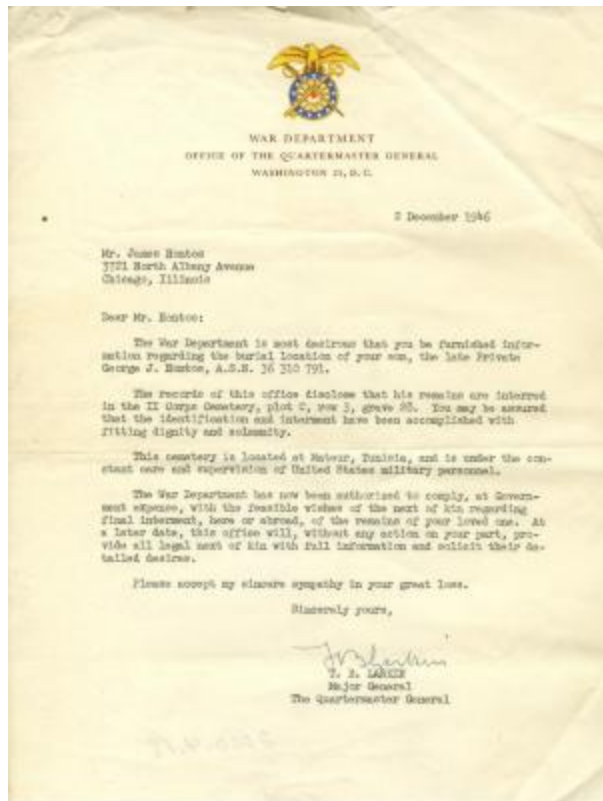 WAR DEPARTMENT
OFFICE OF THE QUARTERMASTER GENERAL
WASHINGTON 25, D. C.
2 December 1946
Mr. James Hontos
3721 North Albany Avenue
Chicago, Illinois
Dear Mr. Hontos:
The War Department is most desirous that you be furnished infor-
mation regarding the burial location of your son, the late Private
George J. Hontos, A.S.N. 36 310 791.
The records of this office disclose that his remains are interred
in the II Corps Cemetery, plot C, row 3, grave You may be assured
that the identification and interment have been accomplished with
fitting dignity and solemnity.
This cemetery is located at Mateur, Tunisia, and is under the con-
stant care and supervision of United States military personnel.
The War Department has now been authorized to comply, at Govern-
ment expense, with the feasible wishes of the next of kin regarding
final interment, here or abroad, of the remains of your loved one. At
a later date, this office will, without any action on your part, pro-
vide all legal next of kin with full information and solicit their de-
tailed desires.
Please accept my sincere sympathy in your great loss.
Sincerely yours,
T. B. LARKIN
Major General
The Quartermaster General